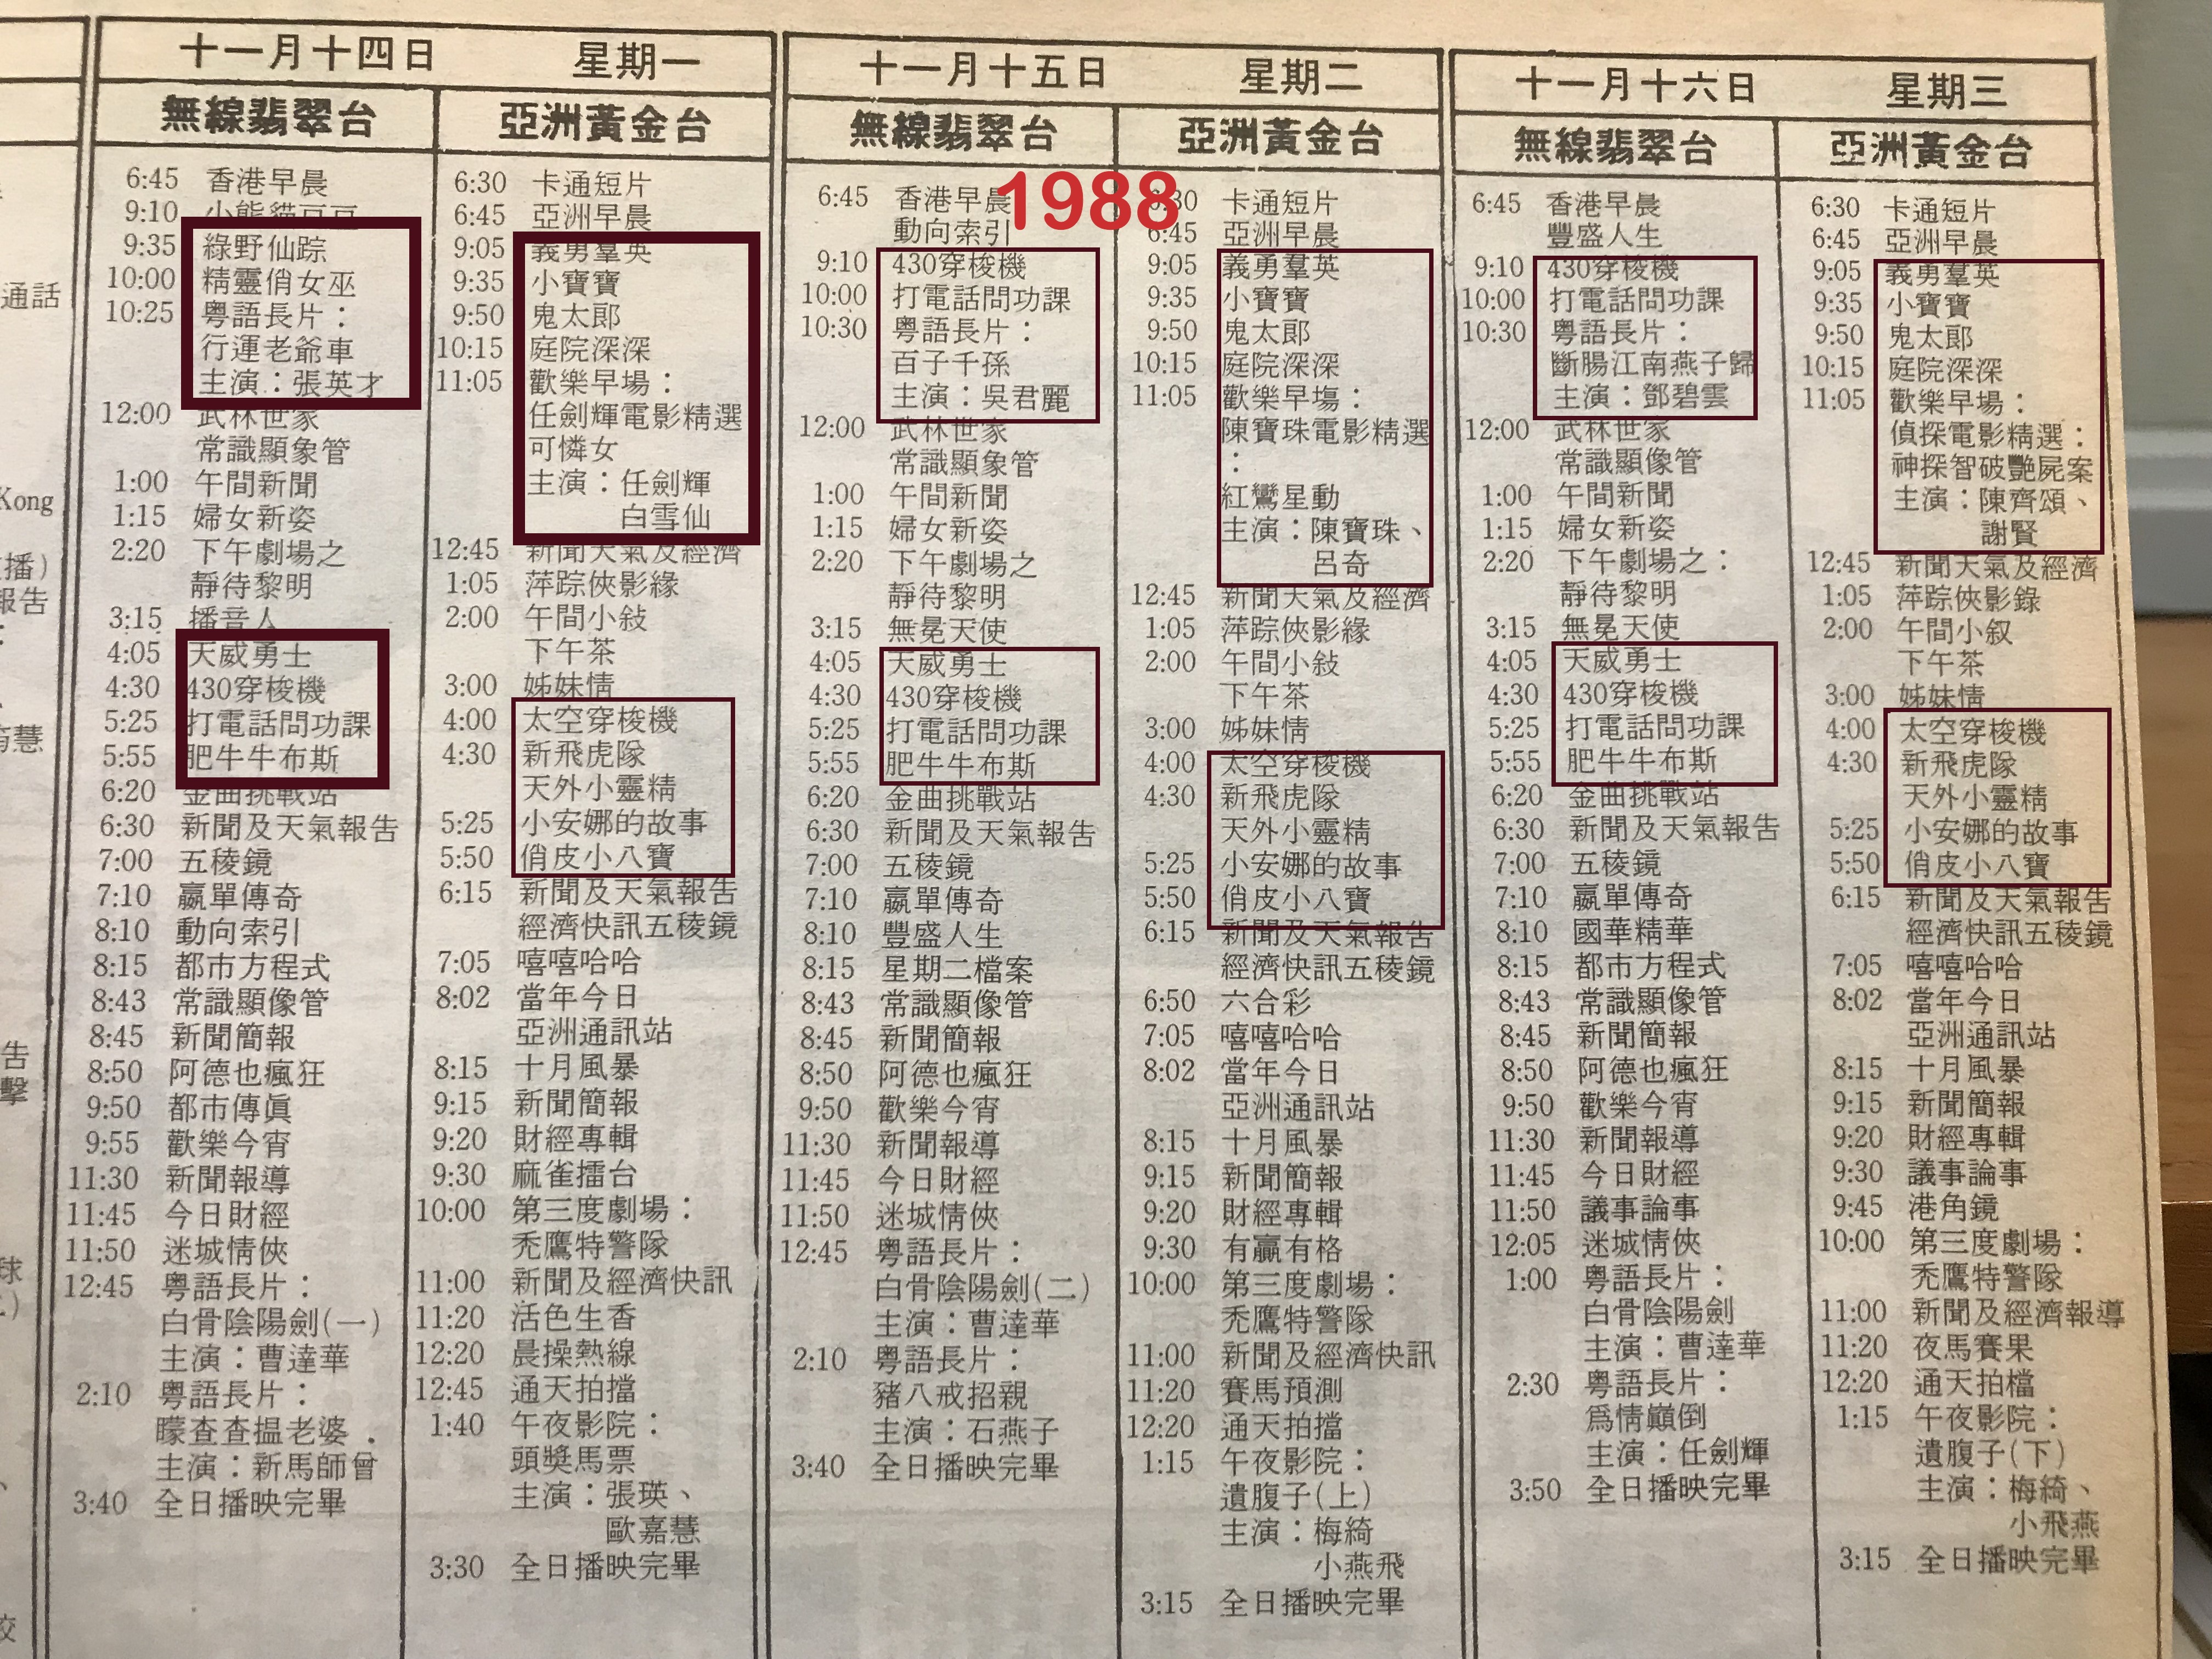 十一月十四日 星期一
無線翡翠台
6:45 香港早晨
9:10 小熊貓豆豆
9:35 綠野仙踪
10:00 精靈俏女巫
10:25 粵語長片：
行運老爺車
主演：張英才
12:00 武林世家
常識顯象管
1:00 午間新聞
1:15 婦女新姿
2:20 下午劇場之
靜待黎明
3:15 播音人
4:05 天威勇士
4:30 430穿梭機
5:25 打電話問功課
5:55 肥牛牛布斯
6:20 金曲挑戰站
6:30 新聞及天氣報告
7:00 五稜鏡
7:10 贏單傳奇
8:10 動向索引
8:15 都市方程式
8:43 常識顯像管
8:45 新聞簡報
8:50 阿德也瘋狂
9:50 都市傳眞
9:55 歡樂今宵
11:30 新聞報導
11:45 今日財經
11:50 迷城情俠
12:45 粵語長片：
白骨陰陽劍(一)
主演：曹達華
2:10 粵語長片：
矇查查搵老婆．
主演：新馬師曾
3:40 全日播映完畢
亞洲黃金台
6:30 卡通短片
6:45 亞洲早晨
9:05 義勇羣英
9:35 小寶寶
9:50 鬼太郎
10:15 庭院深深
11:05 歡樂早場：
任劍輝電影精選
可憐女
主演：任劍輝
白雪仙
12:45 新聞天氣及經濟
1:05 萍踪俠影緣
2:00 午間小敍
下午茶
3:00 姊妹情
4:00 太空穿梭機
4:30 新飛虎隊
天外小靈精
5:25 小安娜的故事
5:50 俏皮小八寶
6:15 新聞及天氣報告
經濟快訊五稜鏡
7:05 嘻嘻哈哈
8:02 當年今日
亞洲通訊站
8:15 十月風暴
9:15 新聞簡報
9:20 財經專輯
9:30 麻雀擂台
10:00 第三度劇場：
禿鷹特警隊
11:00 新聞及經濟快訊
11:20 活色生香
12:20 晨操熱線
12:45 通天拍擋
1:40 午夜影院：
頭獎馬票
主演：張瑛、
歐嘉慧
3:30 全日播映完畢
十一月十五日 星期二
1988
無線翡翠台
6:45 香港早晨
動向索引
9:10 430穿梭機
10:00 打電話問功課
10:30 粵語長片：
百子千孫
主演：吳君麗
12:00 武林世家
常識顯象管
1:00 午間新聞
1:15 婦女新姿
2:20 下午劇場之
靜待黎明
3:15 無冕天使
4:05 天威勇士
4:30 430穿梭機
5:25 打電話問功課
5:55 肥牛牛布斯
6:20 金曲挑戰站
6:30 新聞及天氣報告
7:00 五稜鏡
7:10 贏單傳奇
8:10 豐盛人生
8:15 星期二檔案
8:43 常識顯像管
8:45 新聞簡報
8:50 阿德也瘋狂
9:50 歡樂今宵
11:30 新聞報導
11:45 今日財經
11:50 迷城情俠
12:45 粵語長片：
白骨陰陽劍(二)
主演：曹達華
2:10 粵語長片：
豬八戒招親
主演：石燕子
3:40 全日播映完畢
亞洲黃金台
:30 卡通短片
6:45 亞洲早晨
9:05 義勇羣英
9:35 小寶寶
9:50 鬼太郎
10:15 庭院深深
11:05 歡樂早塲：
陳寶珠電影精選
：
紅鸞星動
主演：陳寶珠、
呂奇
12:45 新聞天氣及經濟
1:05 萍踪俠影緣
2:00 午間小敍
下午茶
3:00 姊妹情
4:00 太空穿梭機
4:30 新飛虎隊
天外小靈精
5:25 小安娜的故事
5:50 俏皮小八寶
6:15 新聞及天氣報告
經濟快訊五稜鏡
6:50 六合彩
7:05 嘻嘻哈哈
8:02 當年今日
亞洲通訊站
8:15 十月風暴
9:15 新聞簡報
9:20 財經專輯
9:30 有贏有格
10:00 第三度劇場：
禿鷹特警隊
11:00 新聞及經濟快訊
11:20 賽馬預測
12:20 通天拍擋
1:15 午夜影院：
遺腹子(上)
主演：梅綺
小燕飛
3:15 全日播映完畢
十一月十六日 星期三
無線翡翠台
6:45 香港早晨
豐盛人生
9:10 430穿梭機
10:00 打電話問功課
10:30 粵語長片：
斷腸江南燕子歸
主演：鄧碧雲
12:00 武林世家
常識顯像管
1:00 午間新聞
1:15 婦女新姿
2:20 下午劇場之：
靜待黎明
3:15 無冕天使
4:05 天威勇士
4:30 430穿梭機
5:25 打電話問功課
5:55 肥牛牛布斯
6:20 金曲挑戰站
6:30 新聞及天氣報告
7:00 五稜鏡
7:10 贏單傳奇
8:10 國華精華
8:15 都市方程式
8:43 常識顯像管
8:45 新聞簡報
8:50 阿德也瘋狂
9:50 歡樂今宵
11:30 新聞報導
11:45 今日財經
11:50 議事論事
12:05 迷城情俠
1:00 粵語長片：
白骨陰陽劍
主演：曹達華
2:30 粵語長片：
爲情巔倒
主演：任劍輝
3:50 全日播映完畢
亞洲黃金台
6:30 卡通短片
6:45 亞洲早晨
9:05 義勇羣英
9:35 小寶寶
9:50 鬼太郎
10:15 庭院深深
11:05 歡樂早場：
偵探電影精選：
神探智破艷屍案
主演：陳齊頌、
謝賢
12:45 新聞天氣及經濟
1:05 萍踪俠影錄
2:00 午間小叙
下午茶
3:00 姊妹情
4:00 太空穿梭機
4:30 新飛虎隊
天外小靈精
5:25 小安娜的故事
5:50 俏皮小八寶
6:15 新聞及天氣報告
經濟快訊五稜鏡
7:05 嘻嘻哈哈
8:02 當年今日
亞洲通訊站
8:15 十月風暴
9:15 新聞簡報
9:20 財經專輯
9:30 議事論事
9:45 港角鏡
10:00 第三度劇場：
禿鷹特警隊
11:00 新聞及經濟報導
11:20 夜馬賽果
12:20 通天拍檔
1:15 午夜影院：
遺腹子(下)
主演：梅綺、
小飛燕
3:15 全日播映完畢
通話
Kong
播)
報告
慧
告
擊
球